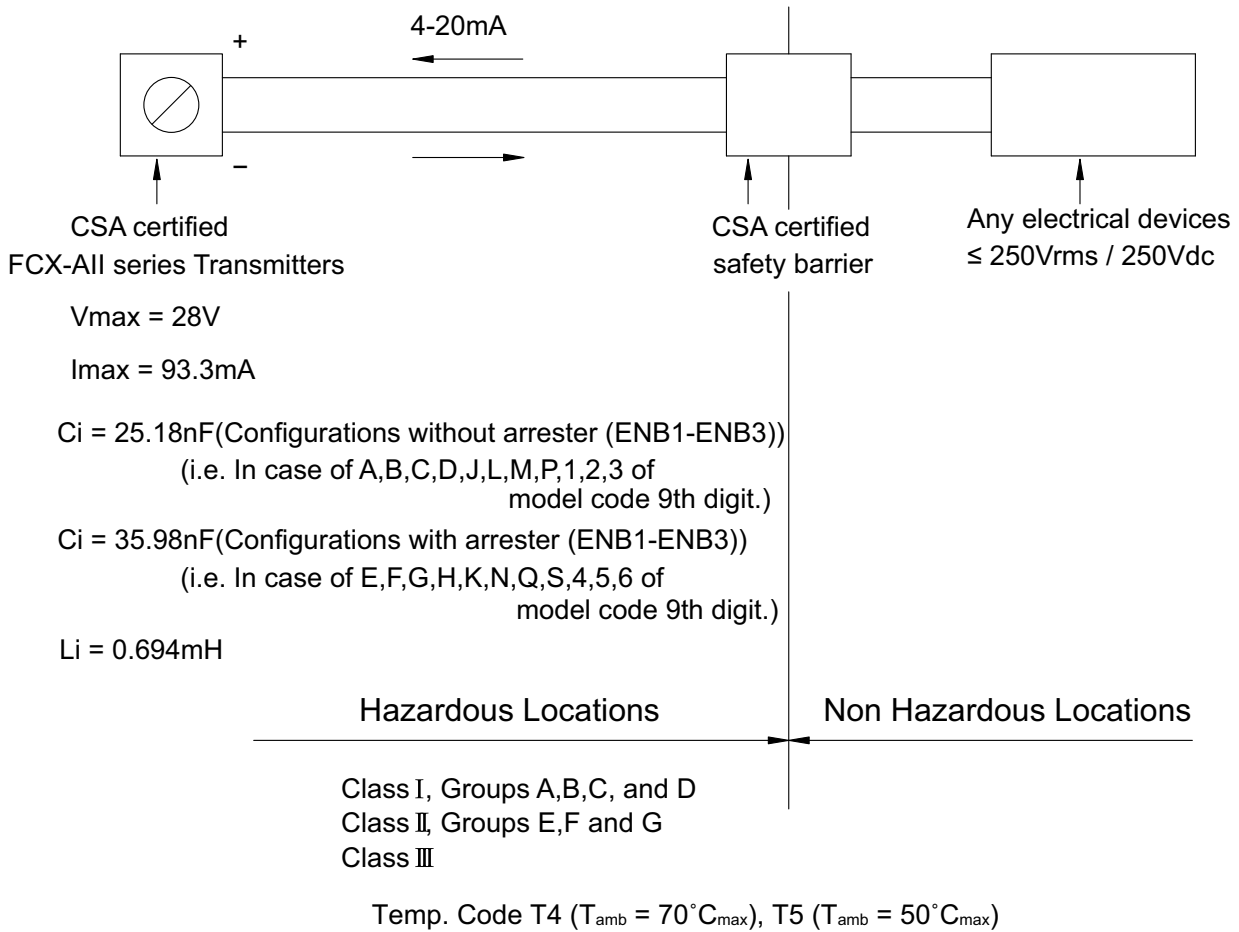 4-20mA
+
−
CSA certified
FCX-AII series Transmitters
CSA certified
safety barrier
Any electrical devices
≤ 250Vrms / 250Vdc
Vmax = 28V
Imax = 93.3mA
Ci = 25.18nF(Configurations without arrester (ENB1-ENB3))
(i.e. In case of A,B,C,D,J,L,M,P,1,2,3 of
model code 9th digit.)
Ci = 35.98nF(Configurations with arrester (ENB1-ENB3))
(i.e. In case of E,F,G,H,K,N,Q,S,4,5,6 of
model code 9th digit.)
Li = 0.694mH
Hazardous Locations
Non Hazardous Locations
Class Ⅰ, Groups A,B,C, and D
Class Ⅱ, Groups E,F and G
Class Ⅲ
Temp. Code T4 (Tamb = 70˚Cmax), T5 (Tamb = 50˚Cmax)